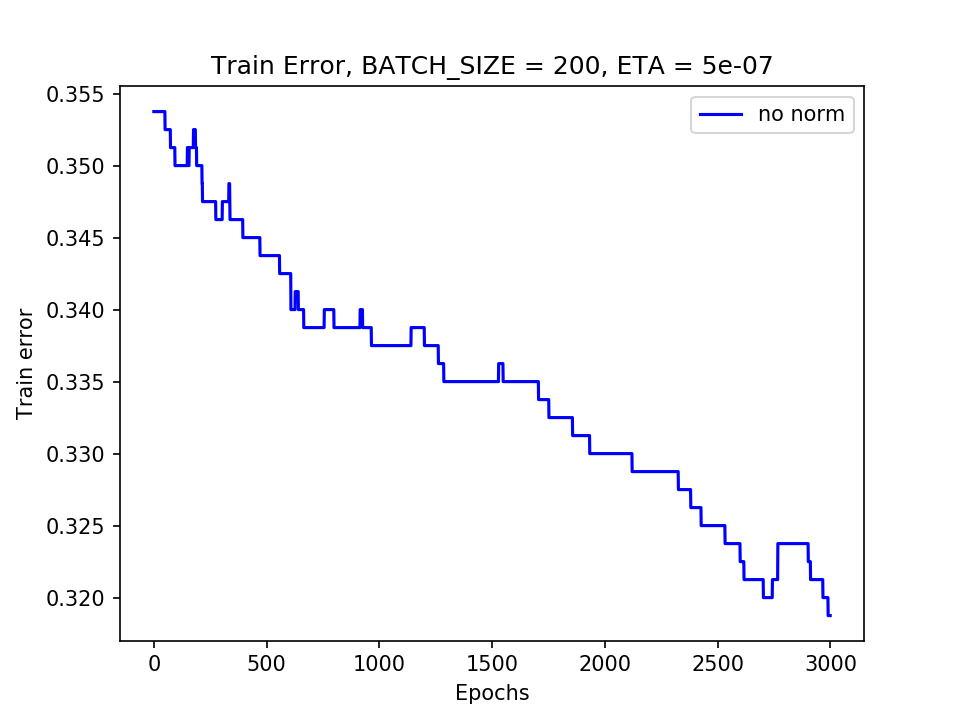 Train Error, BATCH_SIZE = 200, ETA = 5e-07
no norm
0.355
0.350
0.345
0.340
0.335
0.330
0.325
0.320
Train error
0 500 1000 1500 2000 2500 3000
Epochs